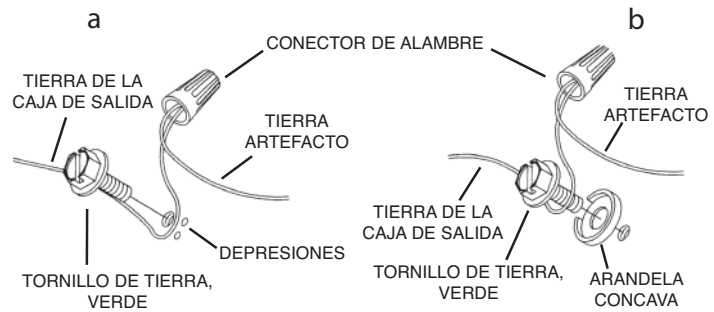 a
b
CONECTOR DE ALAMBRE
TIERRA DE LA
CAJA DE SALIDA
TIERRA
ARTEFACTO
DEPRESIONES
TORNILLO DE TIERRA,
VERDE
TIERRA
ARTEFACTO
TIERRA DE LA
CAJA DE SALIDA
TORNILLO DE TIERRA,
VERDE
ARANDELA
CONCAVA